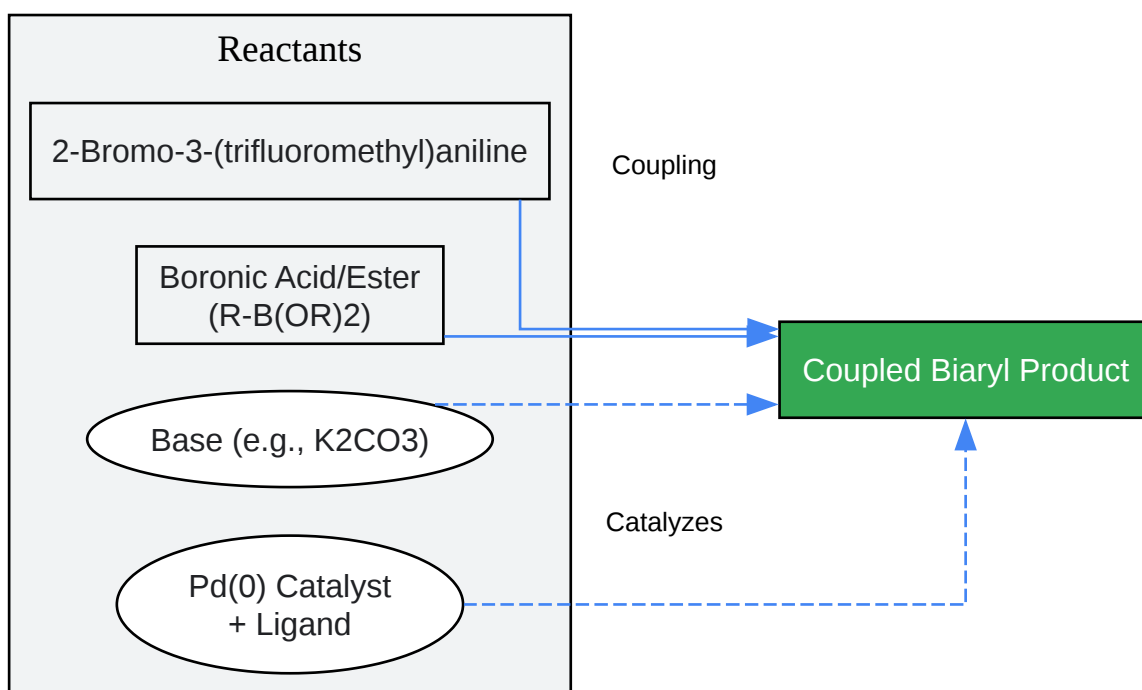 Reactants
2-Bromo-3-(trifluoromethyl)aniline
Coupling
Boronic Acid/Ester
(R-B(OR)2)
Coupled Biaryl Product
Base (e.g., K2CO3)
Catalyzes
Pd(0) Catalyst
+ Ligand